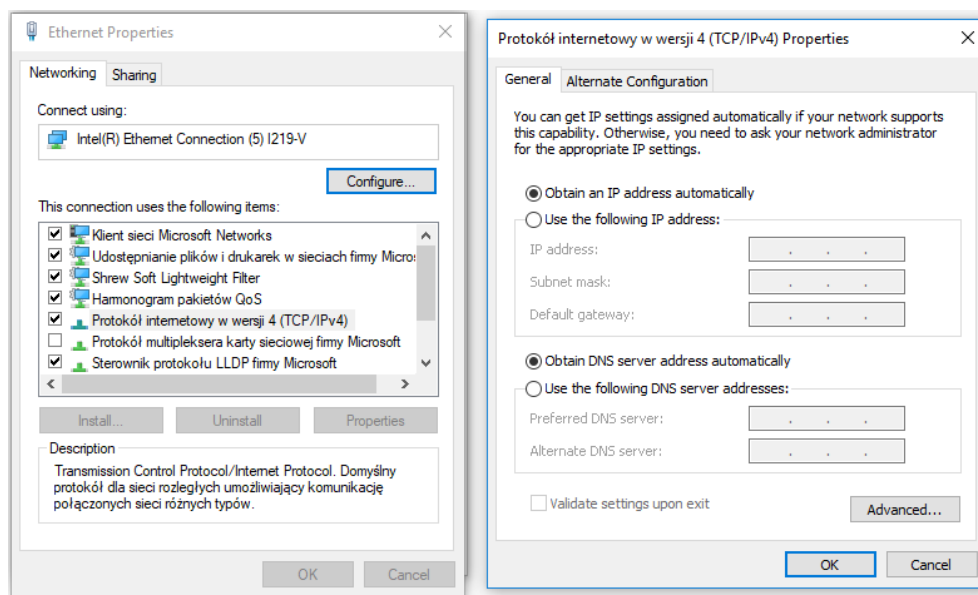 Ethernet Properties
Networking
Sharing
Connect using:
Intel(R) Ethernet Connection (5) I219-V
Configure...
This connection uses the following items:
Klient sieci Microsoft Networks
Udostępnianie plików i drukarek w sieciach firmy Micro
Shrew Soft Lightweight Filter
Harmonogram pakietów QoS
Protokół internetowy w wersji 4 (TCP/IPv4)
Protokół multipleksera karty sieciowej firmy Microsoft
Sterownik protokołu LLDP firmy Microsoft
Install...
Uninstall
Properties
Description
Transmission Control Protocol/Internet Protocol. Domyślny
protokół dla sieci rozległych umożliwiający komunikację
połączonych sieci różnych typów.
OK
Cancel
Protokół internetowy w wersji 4 (TCP/IPv4) Properties
General
Alternate Configuration
You can get IP settings assigned automatically if your network supports
this capability. Otherwise, you need to ask your network administrator
for the appropriate IP settings.
Obtain an IP address automatically
Use the following IP address:
IP address:
Subnet mask:
Default gateway:
Obtain DNS server address automatically
Use the following DNS server addresses:
Preferred DNS server:
Alternate DNS server:
Validate settings upon exit
Advanced...
OK
Cancel